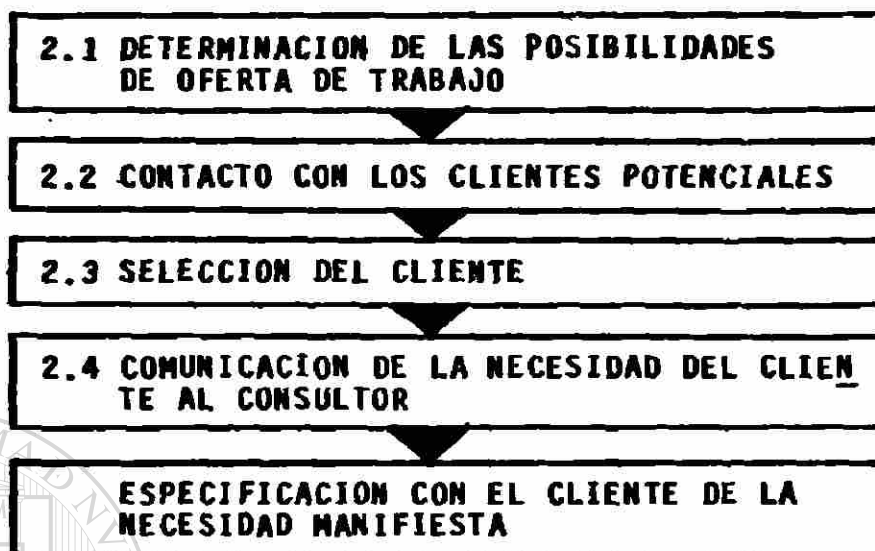 2.1 DETERMINACION DE LAS POSIBILIDADES
DE OFERTA DE TRABAJO
2.2 CONTACTO CON LOS CLIENTES POTENCIALES
2.3 SELECCION DEL CLIENTE
2.4 COMUNICACION DE LA NECESIDAD DEL CLIEN
TE AL CONSULTOR
ESPECIFICACION CON EL CLIENTE DE LA
NECESIDAD MANIFIESTA